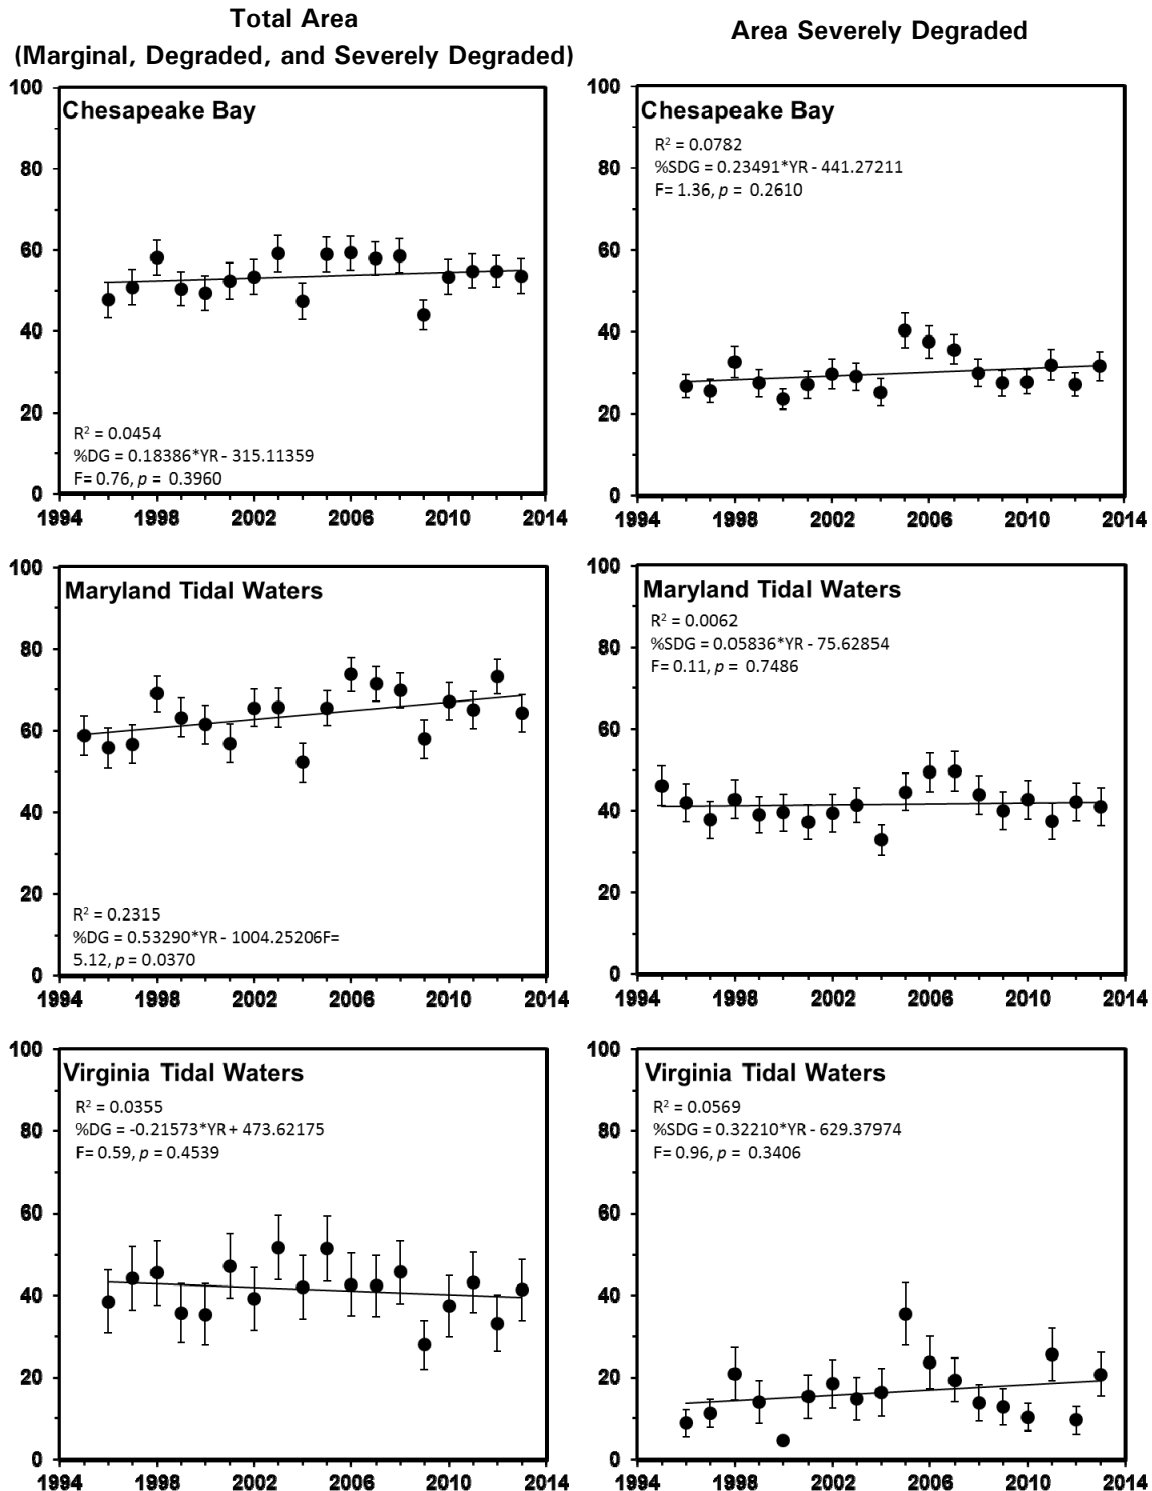 Total Area
(Marginal, Degraded, and Severely Degraded)
Area Severely Degraded
Chesapeake Bay
100
80
60
40
20
0
R² = 0.0454
%DG = 0.18386*YR - 315.11359
F= 0.76, p = 0.3960
1994 1998 2002 2006 2010 2014
Chesapeake Bay
R² = 0.0782
%SDG = 0.23491*YR - 441.27211
F= 1.36, p = 0.2610
100
80
60
40
20
0
1994 1998 2002 2006 2010 2014
Maryland Tidal Waters
100
80
60
40
20
0
R² = 0.2315
%DG = 0.53290*YR - 1004.25206F=
5.12, p = 0.0370
1994 1998 2002 2006 2010 2014
Maryland Tidal Waters
R² = 0.0062
%SDG = 0.05836*YR - 75.62854
F= 0.11, p = 0.7486
100
80
60
40
20
0
1994 1998 2002 2006 2010 2014
Virginia Tidal Waters
R² = 0.0355
%DG = -0.21573*YR + 473.62175
F= 0.59, p = 0.4539
100
80
60
40
20
0
1994 1998 2002 2006 2010 2014
Virginia Tidal Waters
R² = 0.0569
%SDG = 0.32210*YR - 629.37974
F= 0.96, p = 0.3406
100
80
60
40
20
0
1994 1998 2002 2006 2010 2014